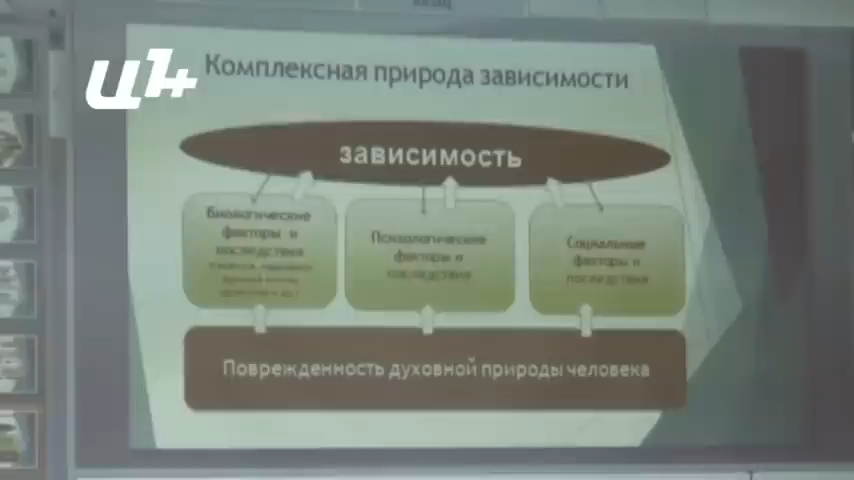 Ц1+
Комплексная природа зависимости
зависимость
Биологические
факторы и
последствия
Психологические
факторы и
последствия
Социальные
факторы и
последствия
Поврежденность духовной природы человека